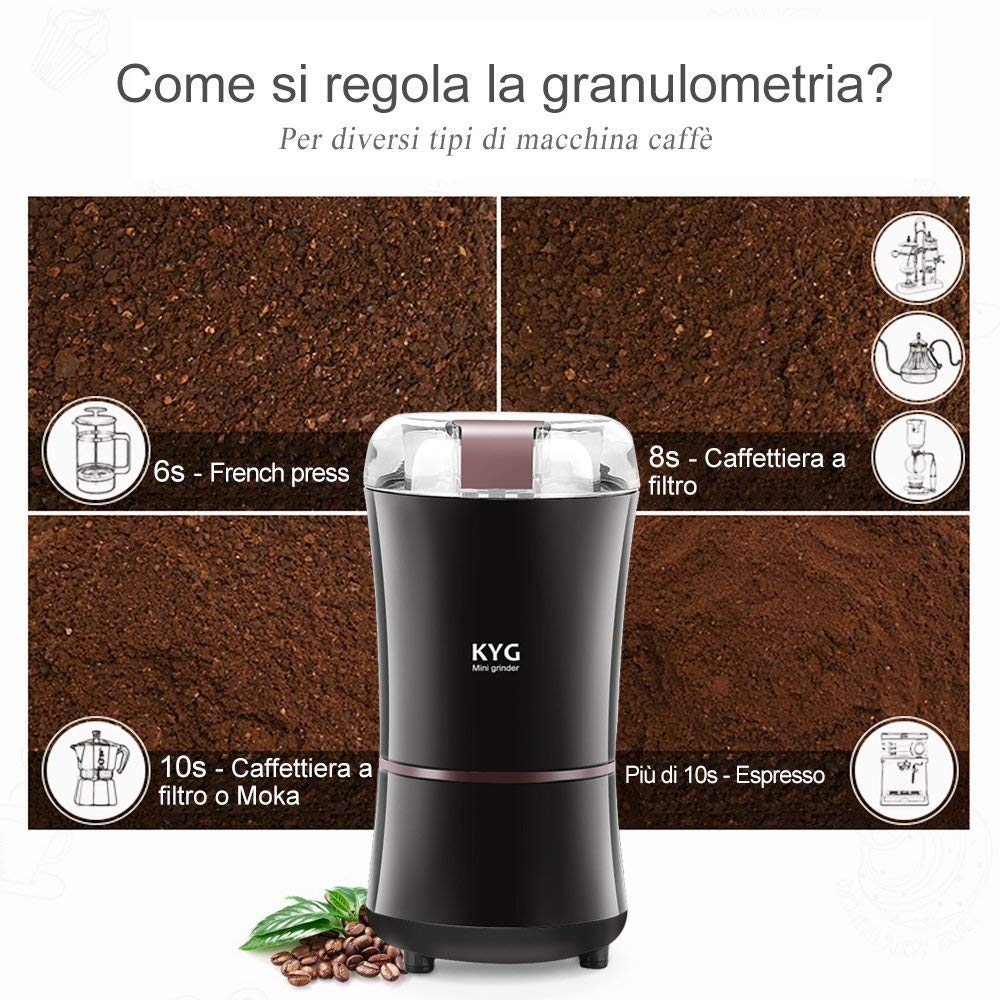 Come si regola la granulometria?
Per diversi tipi di macchina caffè
6s - French press
8s - Caffettiera a
filtro
KYG
Mini grinder
10s - Caffettiera a
filtro o Moka
Più di 10s - Espresso